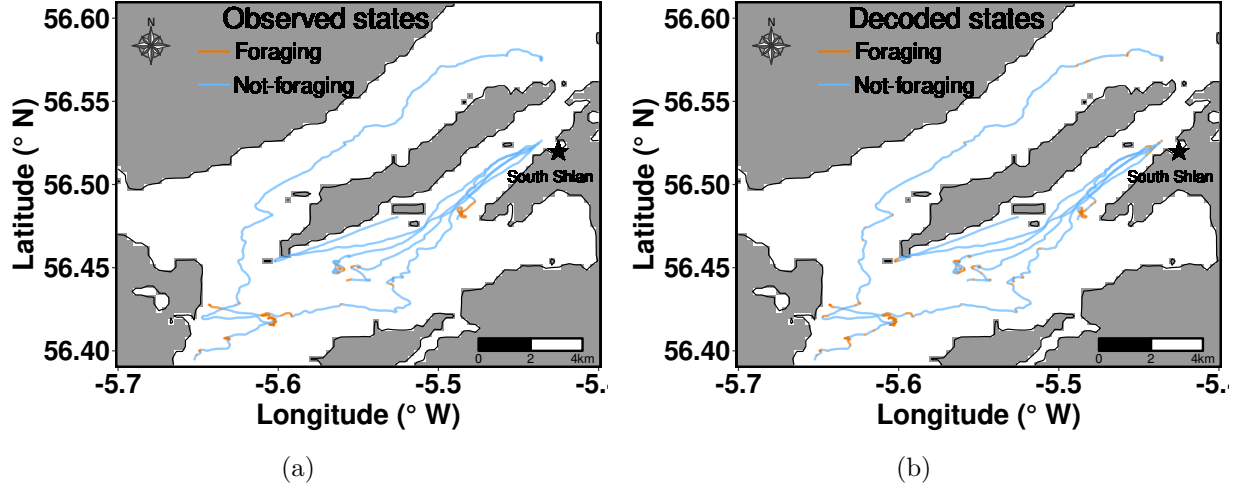 Observed states
N
Foraging
Not-foraging
South Shian
56.60
56.55
56.50
56.45
56.40
Latitude (° N)
0 2 4km
-5.7 -5.6 -5.5 -5.
Longitude (° W)
(a)
Decoded states
N
Foraging
Not-foraging
South Shian
56.60
56.55
56.50
56.45
56.40
Latitude (° N)
0 2 4km
-5.7 -5.6 -5.5 -5.
Longitude (° W)
(b)